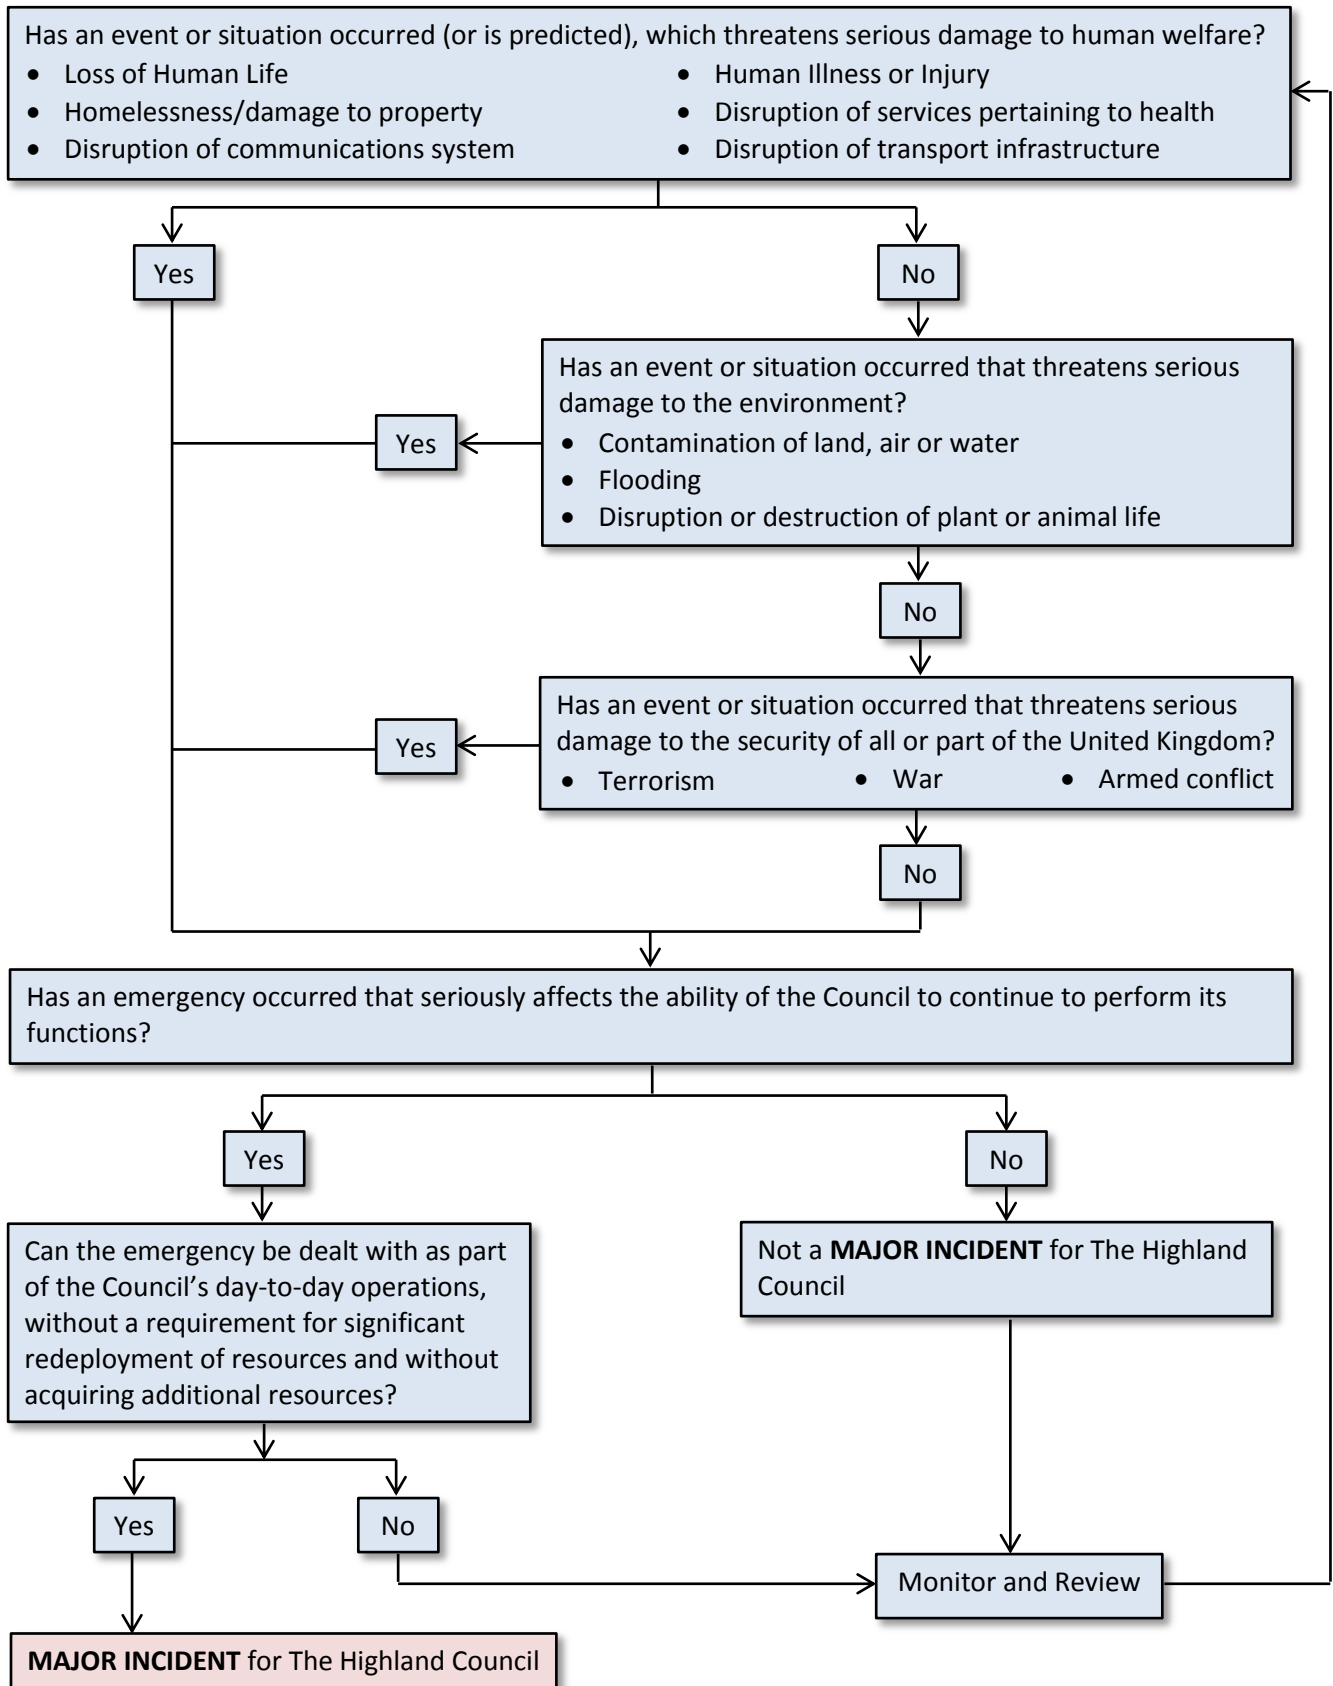 Has an event or situation occurred (or is predicted), which threatens serious damage to human welfare?
• Loss of Human Life
• Human Illness or Injury
• Homelessness/damage to property
• Disruption of services pertaining to health
• Disruption of communications system
• Disruption of transport infrastructure
Yes
No
Has an event or situation occurred that threatens serious
damage to the environment?
• Contamination of land, air or water
• Flooding
• Disruption or destruction of plant or animal life
Yes
No
Has an event or situation occurred that threatens serious
damage to the security of all or part of the United Kingdom?
• Terrorism
• War
• Armed conflict
Yes
No
Has an emergency occurred that seriously affects the ability of the Council to continue to perform its
functions?
Yes
No
Can the emergency be dealt with as part
of the Council’s day-to-day operations,
without a requirement for significant
redeployment of resources and without
acquiring additional resources?
Not a MAJOR INCIDENT for The Highland
Council
Yes
No
Monitor and Review
MAJOR INCIDENT for The Highland Council